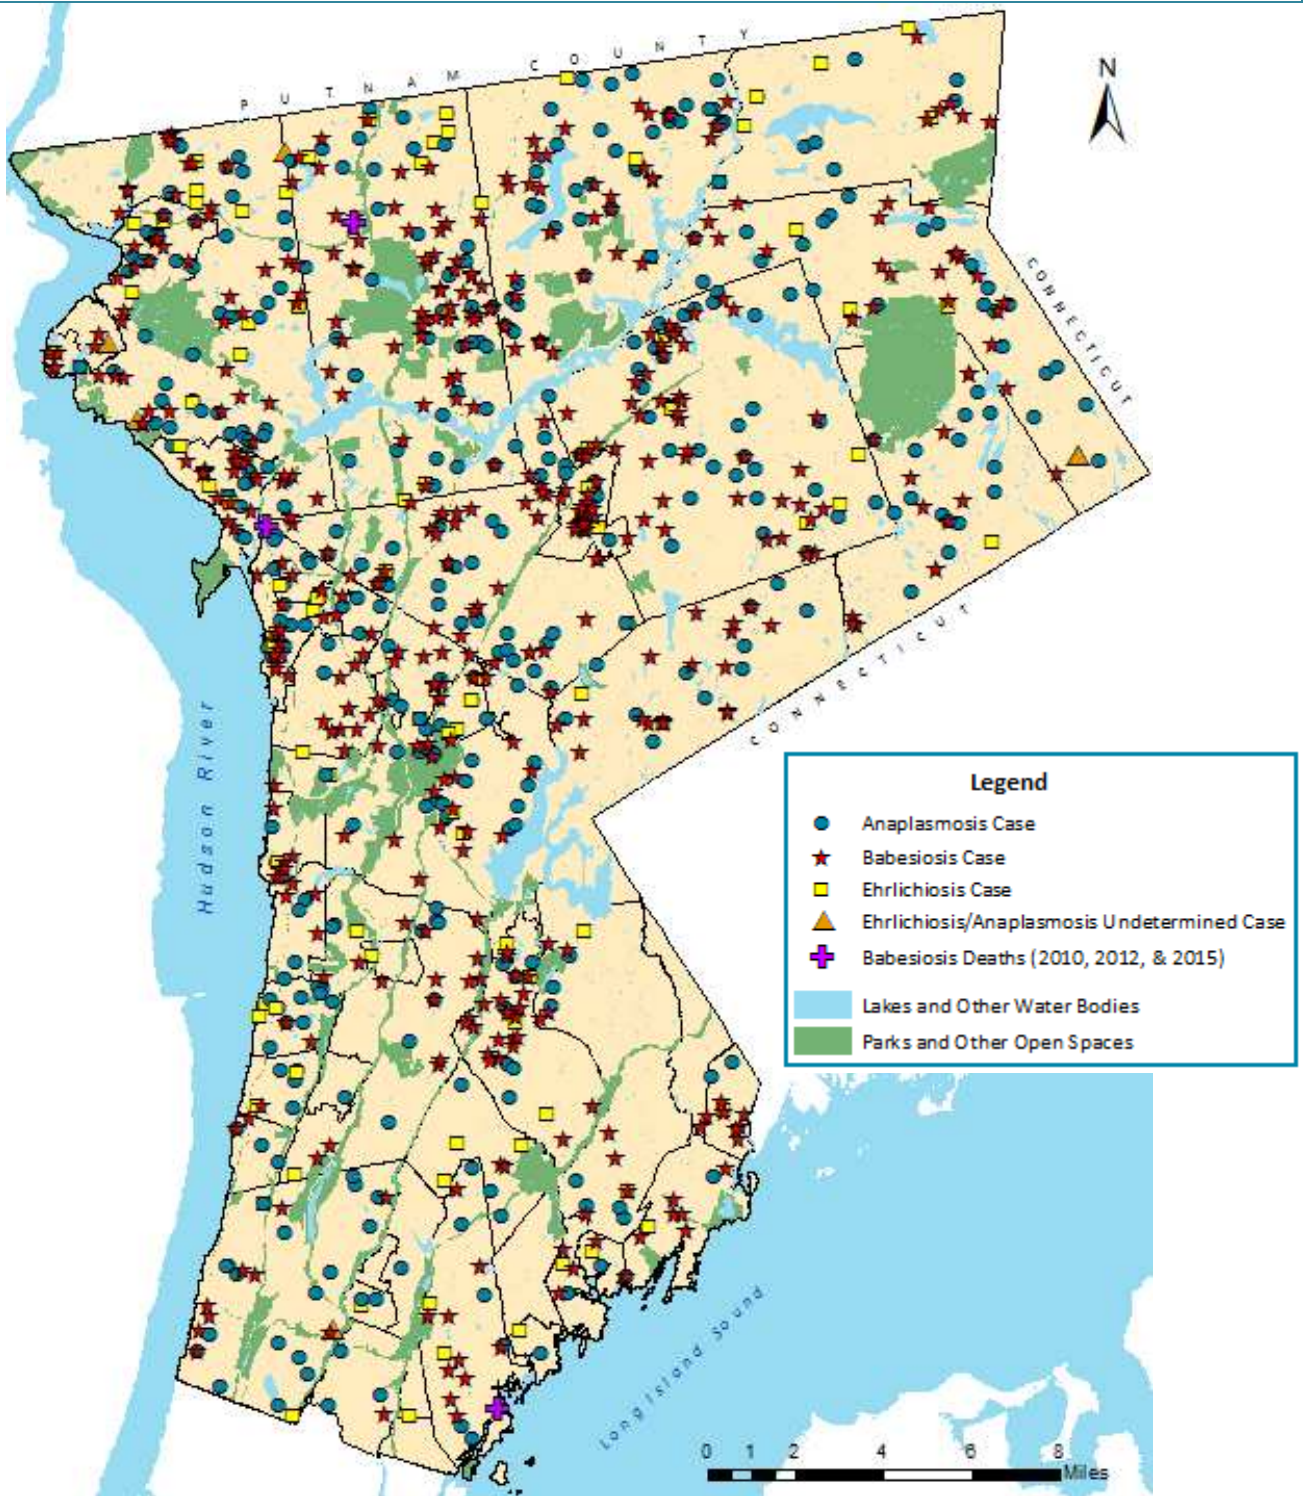 PUTNAM COUNTY
N
CONNECTICUT
CONNECTICUT
Hudson River
Legend
Anaplasmosis Case
Babesiosis Case
Ehrlichiosis Case
Ehrlichiosis/Anaplasmosis Undetermined Case
Babesiosis Deaths (2010, 2012, & 2015)
Lakes and Other Water Bodies
Parks and Other Open Spaces
Long Island Sound
0 1 2 4 6 8
Miles